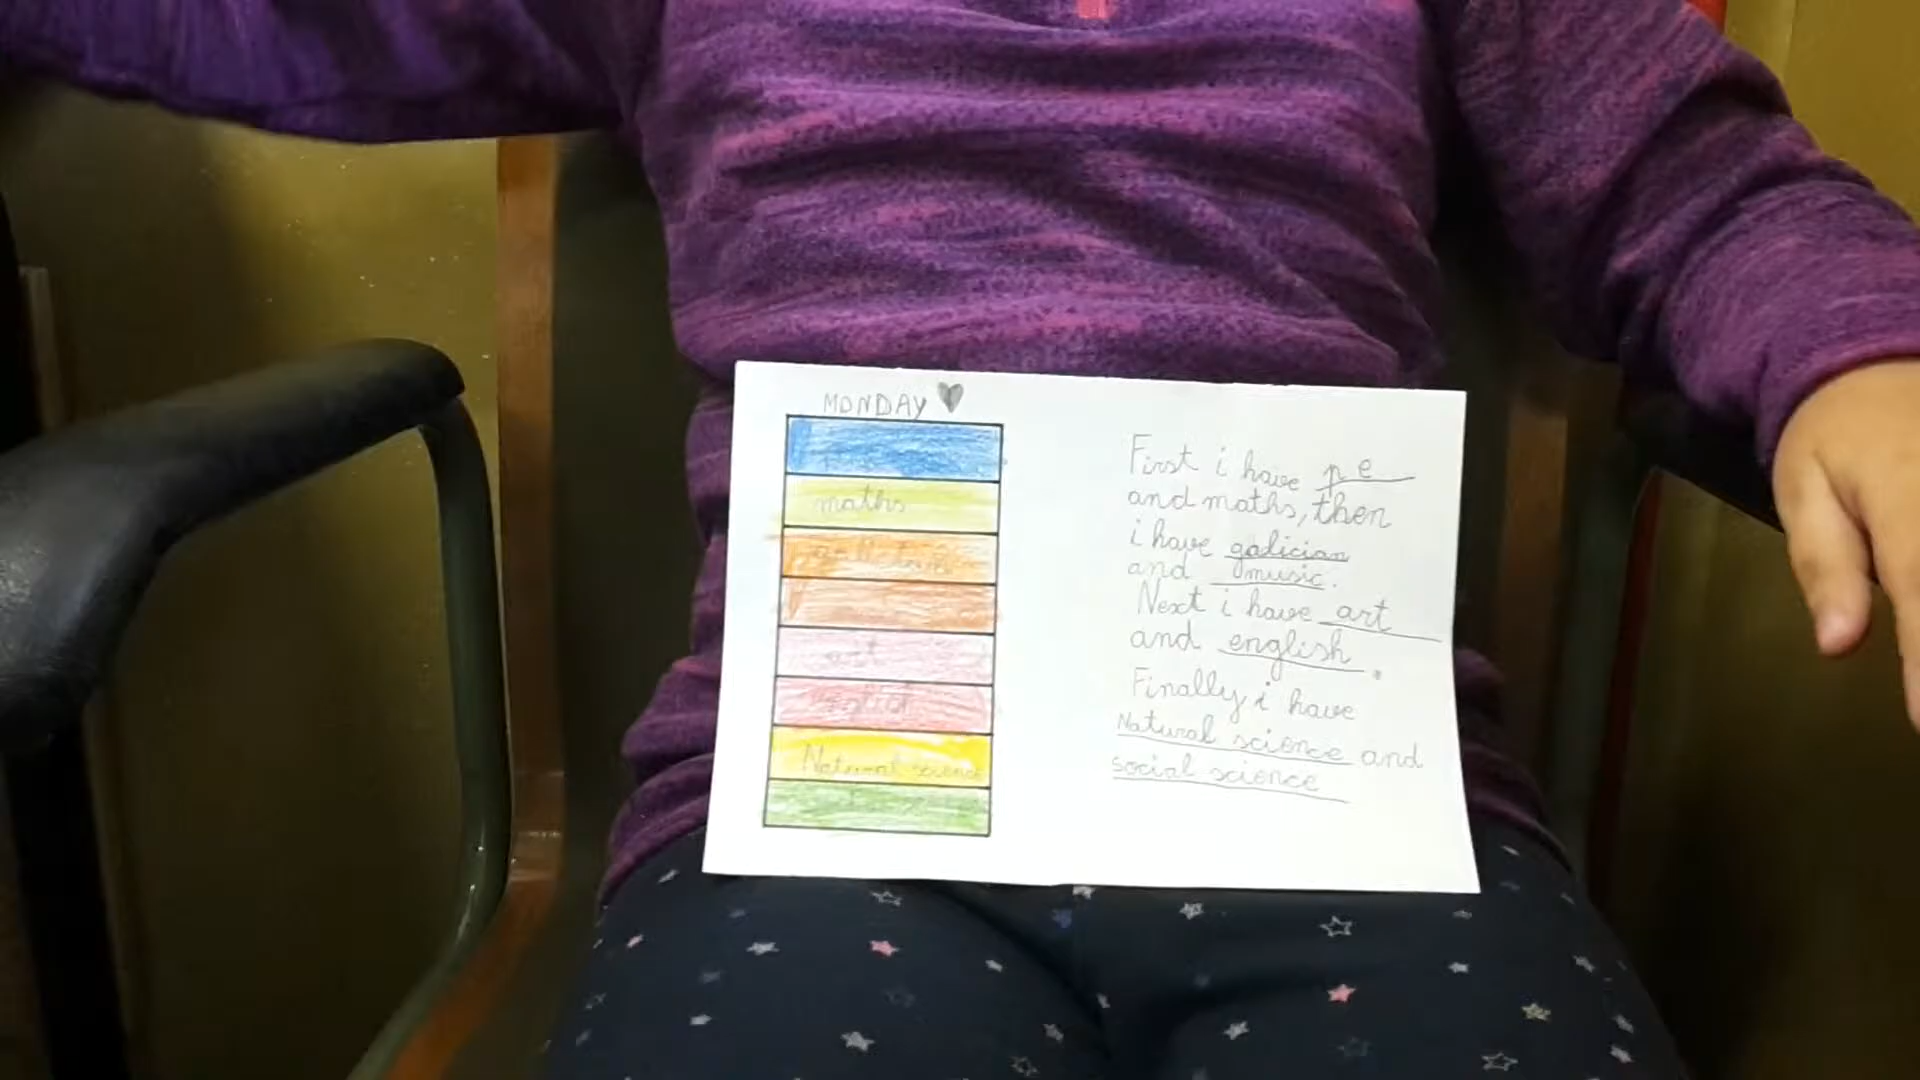 MONDAY
maths
art
Natural science
First i have p e
and maths, then
i have galician
and music.
Next i have art
and english.
Finally i have
Natural science and
social science